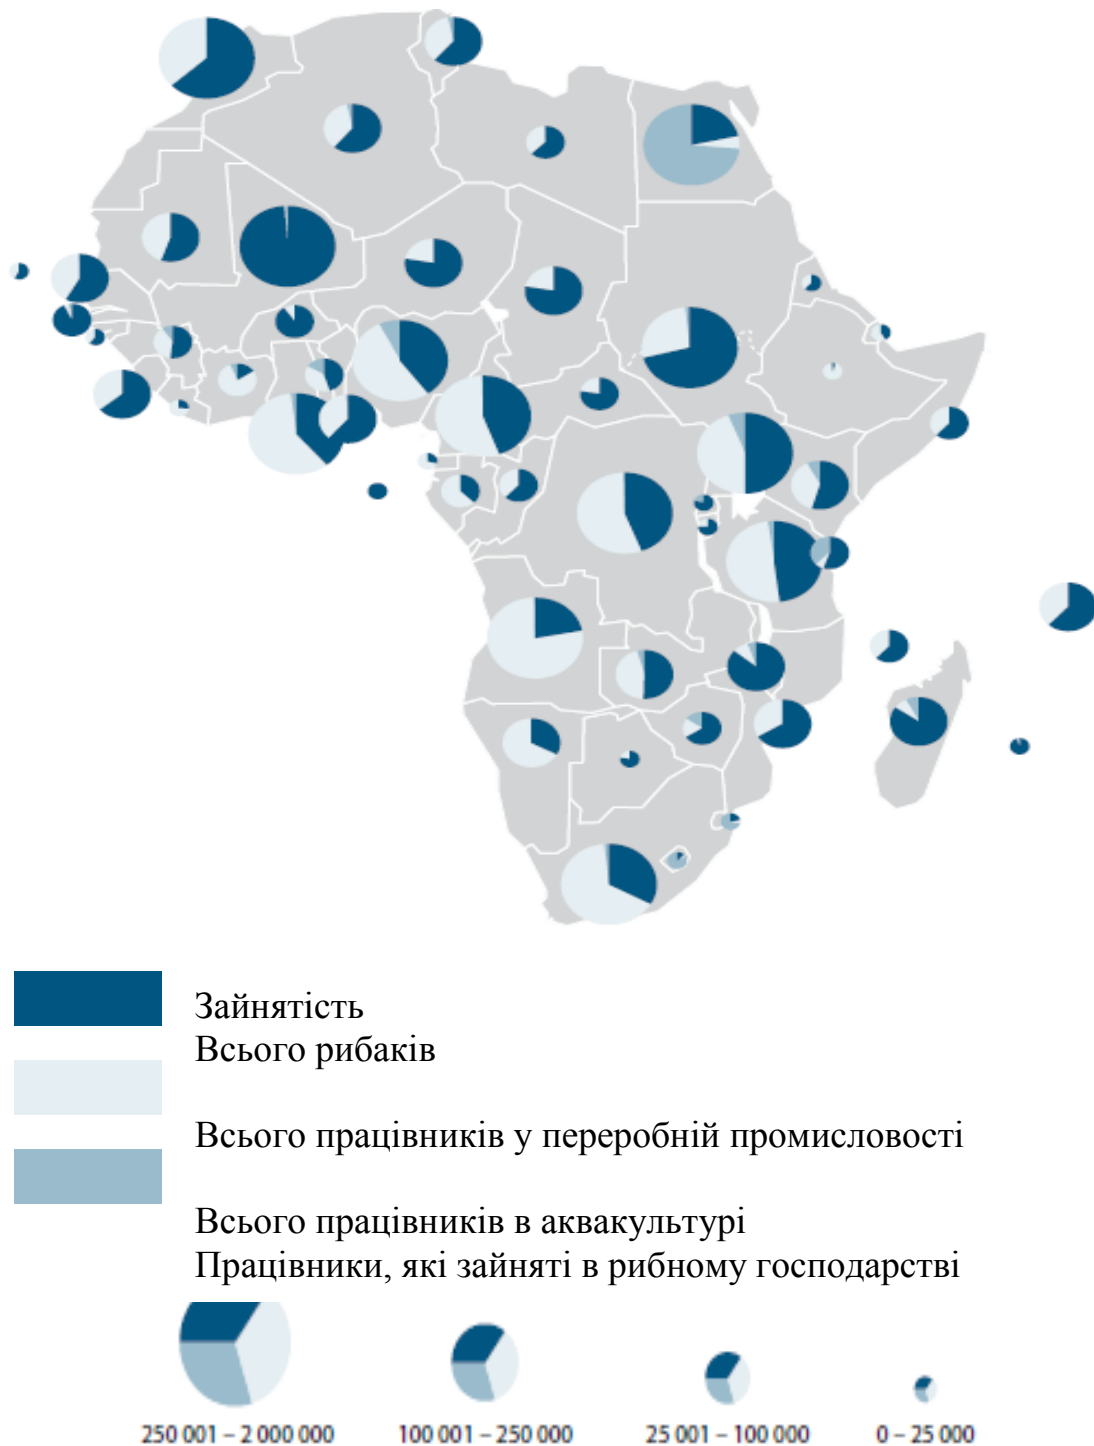 Зайнятість
Всього рибаків
Всього працівників у переробній промисловості
Всього працівників в аквакультурі
Працівники, які зайняті в рибному господарстві
250 001 – 2 000 000
100 001 – 250 000
25 001 – 100 000
0 – 25 000